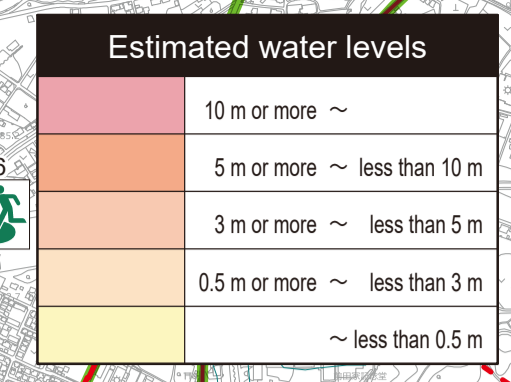 Estimated water levels
10 m or more ～
5 m or more ～ less than 10 m
3 m or more ～ less than 5 m
0.5 m or more ～ less than 3 m
～ less than 0.5 m
6